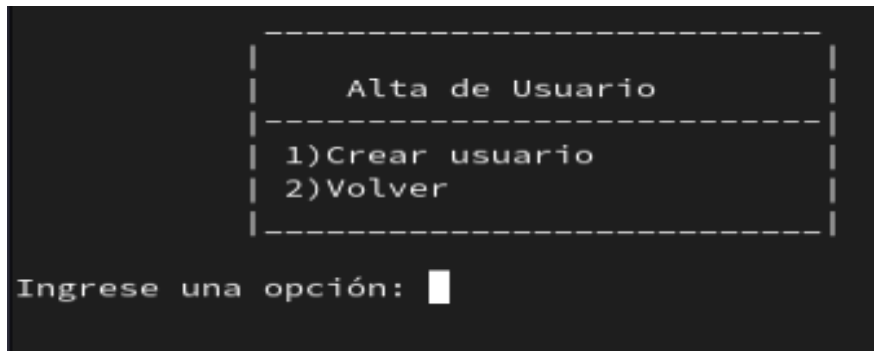 Alta de Usuario
1)Crear usuario
2)Volver
Ingrese una opción: